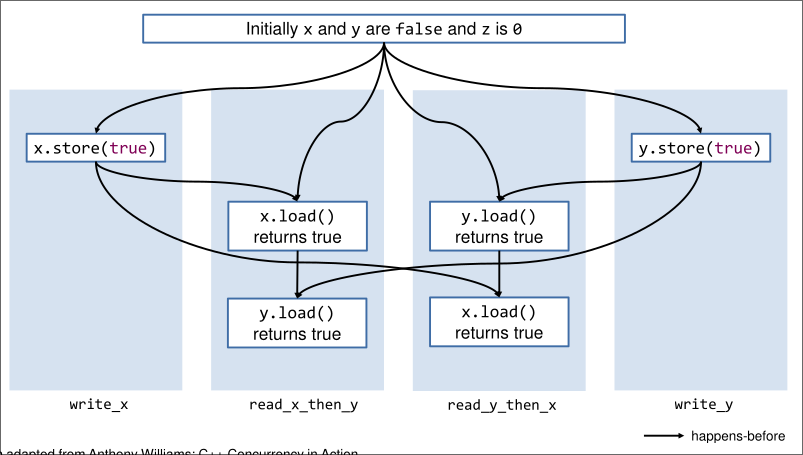 Initially x and y are false and z is 0
x.store(true)
y.store(true)
x.load()
returns true
y.load()
returns true
y.load()
returns true
x.load()
returns true
write_x
read_x_then_y
read_y_then_x
write_y
happens-before
adapted from Anthony Williams: C++ Concurrency in Action